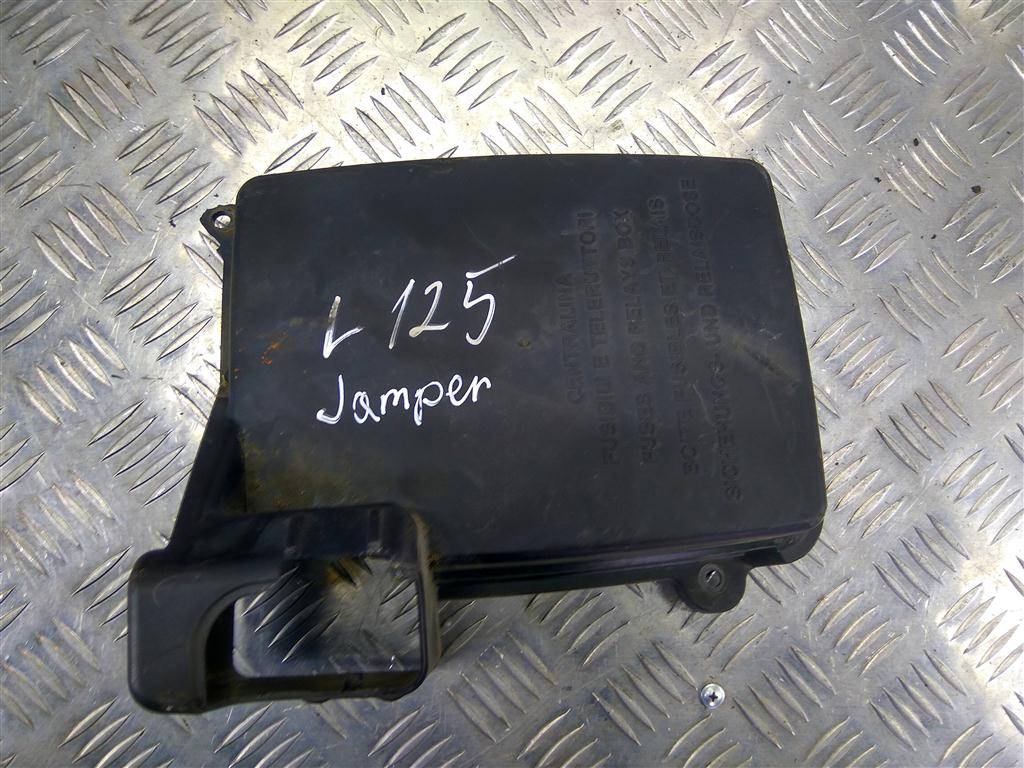 L 125
Jamper
CENTRALINA
FUSIBILI E TELERUTTORI
FUSES AND RELAYS BOX
BOITE FUSIBLES ET RELAIS
SICHERUNGS- UND RELAISDOSE